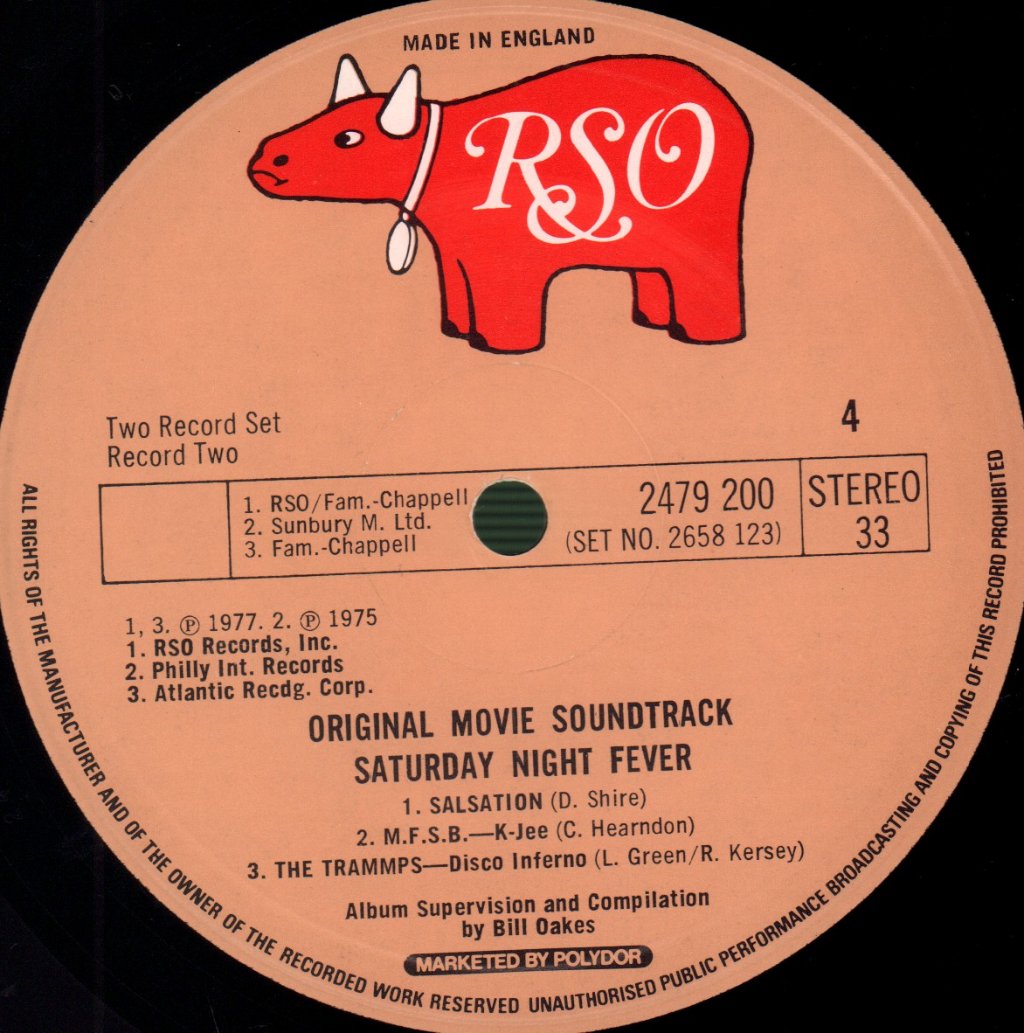 MADE IN ENGLAND
RSO
Two Record Set
Record Two
4
1. RSO/Fam.-Chappell
2. Sunbury M. Ltd.
3. Fam.-Chappell
2479 200
(SET NO. 2658 123)
STEREO
33
1, 3. ℗ 1977. 2. ℗ 1975
1. RSO Records, Inc.
2. Philly Int. Records
3. Atlantic Recdg. Corp.
ORIGINAL MOVIE SOUNDTRACK
SATURDAY NIGHT FEVER
1. SALSATION (D. Shire)
2. M.F.S.B.—K-Jee (C. Hearndon)
3. THE TRAMMPS—Disco Inferno (L. Green/R. Kersey)
Album Supervision and Compilation
by Bill Oakes
MARKETED BY POLYDOR
ALL RIGHTS OF THE MANUFACTURER AND OF THE OWNER OF THE RECORDED WORK RESERVED UNAUTHORISED PUBLIC PERFORMANCE BROADCASTING AND COPYING OF THIS RECORD PROHIBITED